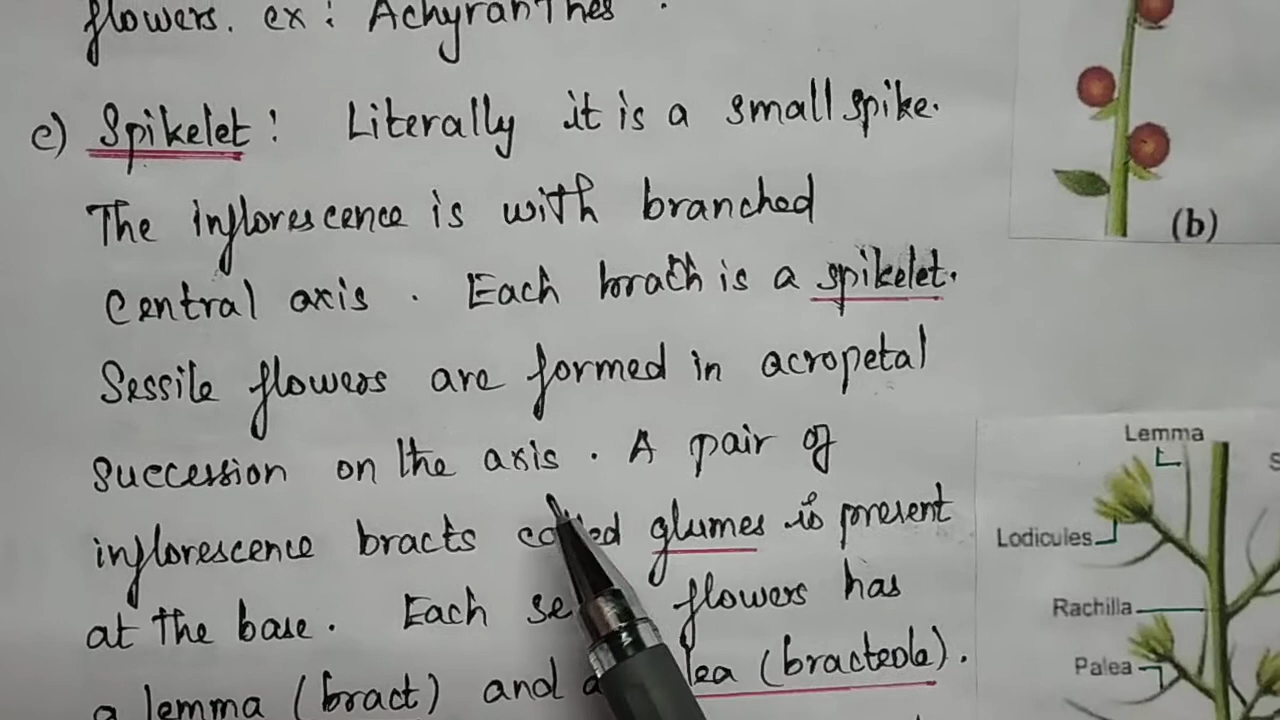 flowers. ex: Achyranthes.
c) Spikelet: Literally it is a small spike.
The inflorescence is with branched
central axis. Each brach is a spikelet.
Sessile flowers are formed in acropetal
succession on the axis. A pair of
inflorescence bracts called glumes is present
at the base. Each flowers has
a lemma (bract) and a (bracteole).
(b)
Lemma
Lodicules
Rachilla
Palea